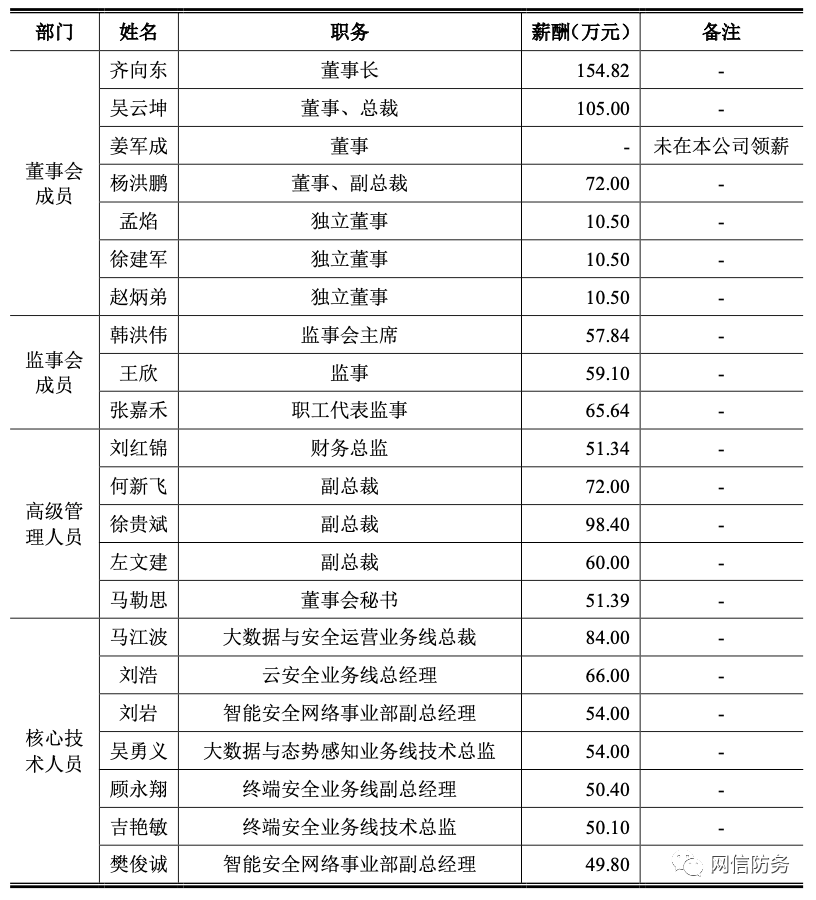 部门 姓名 职务 薪酬（万元） 备注
董事会成员 齐向东 董事长 154.82 -
吴云坤 董事、总裁 105.00 -
姜军成 董事 - 未在本公司领薪
杨洪鹏 董事、副总裁 72.00 -
孟焰 独立董事 10.50 -
徐建军 独立董事 10.50 -
赵炳弟 独立董事 10.50 -
监事会成员 韩洪伟 监事会主席 57.84 -
王欣 监事 59.10 -
张嘉禾 职工代表监事 65.64 -
高级管理人员 刘红锦 财务总监 51.34 -
何新飞 副总裁 72.00 -
徐贵斌 副总裁 98.40 -
左文建 副总裁 60.00 -
马勒思 董事会秘书 51.39 -
核心技术人员 马江波 大数据与安全运营业务线总裁 84.00 -
刘浩 云安全业务线总经理 66.00 -
刘岩 智能安全网络事业部副总经理 54.00 -
吴勇义 大数据与态势感知业务线技术总监 54.00 -
顾永翔 终端安全业务线副总经理 50.40 -
吉艳敏 终端安全业务线技术总监 50.10 -
樊俊诚 智能安全网络事业部副总经理 49.80 网信防务